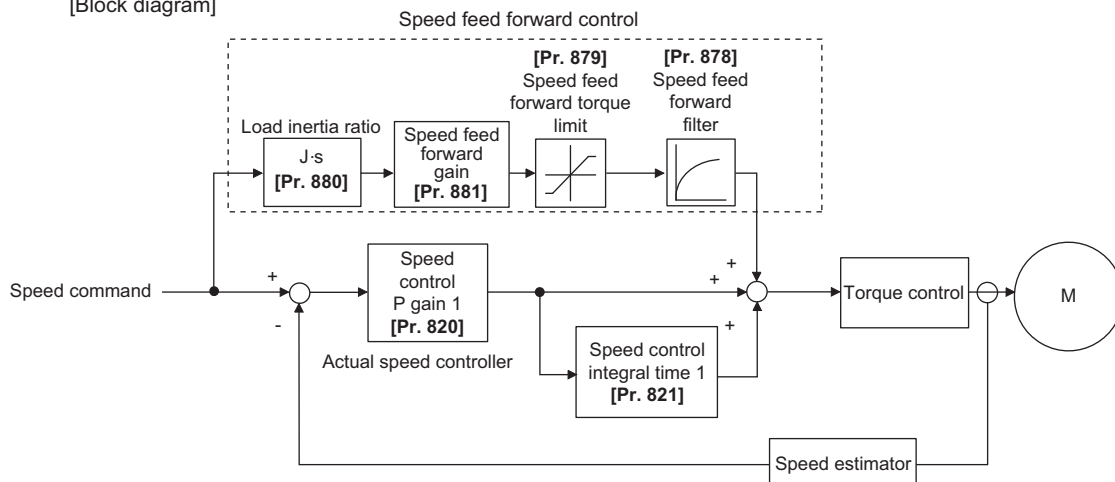 [Block diagram]
Speed feed forward control
[Pr. 879]
Speed feed
forward torque
limit
[Pr. 878]
Speed feed
forward
filter
Load inertia ratio
J·s
[Pr. 880]
Speed feed
forward
gain
[Pr. 881]
Speed command
+
-
Speed
control
P gain 1
[Pr. 820]
Actual speed controller
+
+
+
Speed control
integral time 1
[Pr. 821]
Torque control
M
Speed estimator